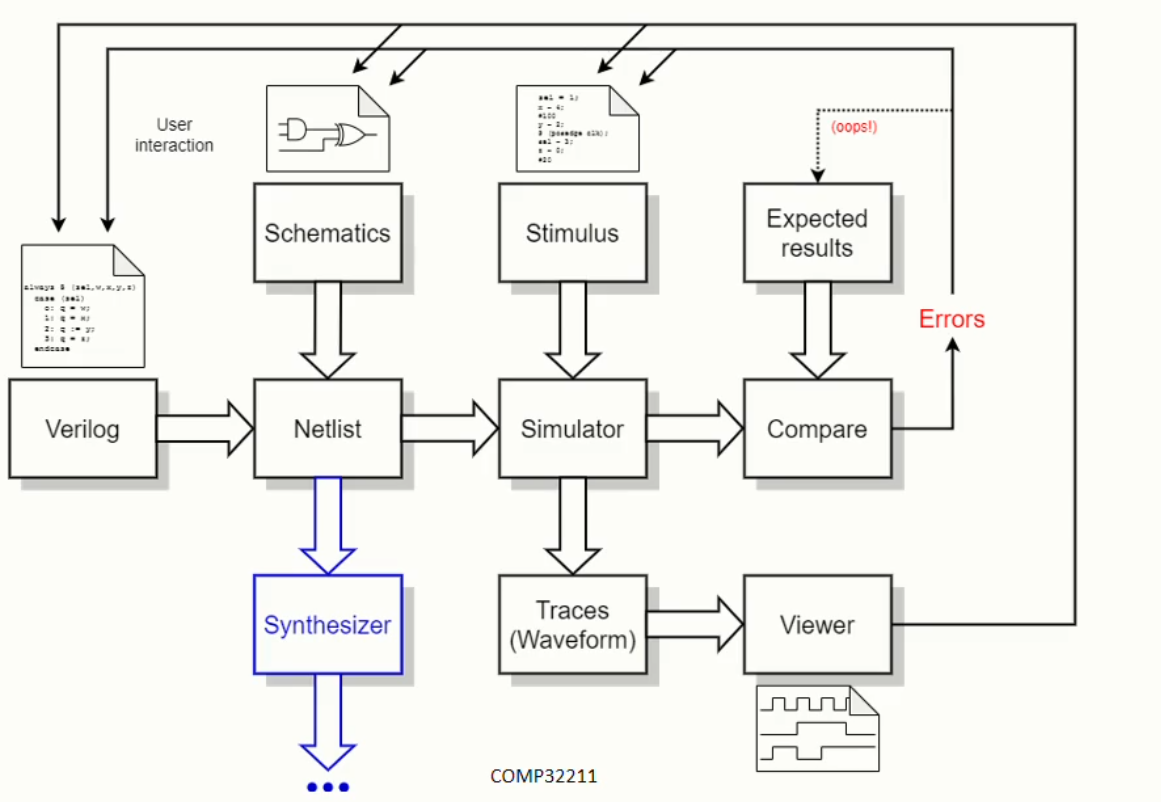 User
interaction
sel = 1;
x = 4;
#100
y = 2;
@ (posedge clk);
sel = 3;
x = 0;
#20
(oops!)
Schematics
Stimulus
Expected
results
always @ (sel,w,x,y,z)
case (sel)
0: q = w;
1: q = x;
2: q := y;
3: q = z;
endcase
Errors
Verilog
Netlist
Simulator
Compare
Synthesizer
Traces
(Waveform)
Viewer
COMP32211